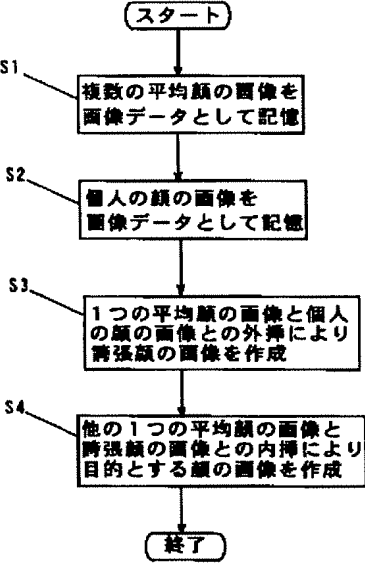 スタート
S1
複数の平均顔の画像を
画像データとして記憶
S2
個人の顔の画像を
画像データとして記憶
S3
1つの平均顔の画像と個人
の顔の画像との外挿により
誇張顔の画像を作成
S4
他の1つの平均顔の画像と
誇張顔の画像との内挿により
目的とする顔の画像を作成
終了